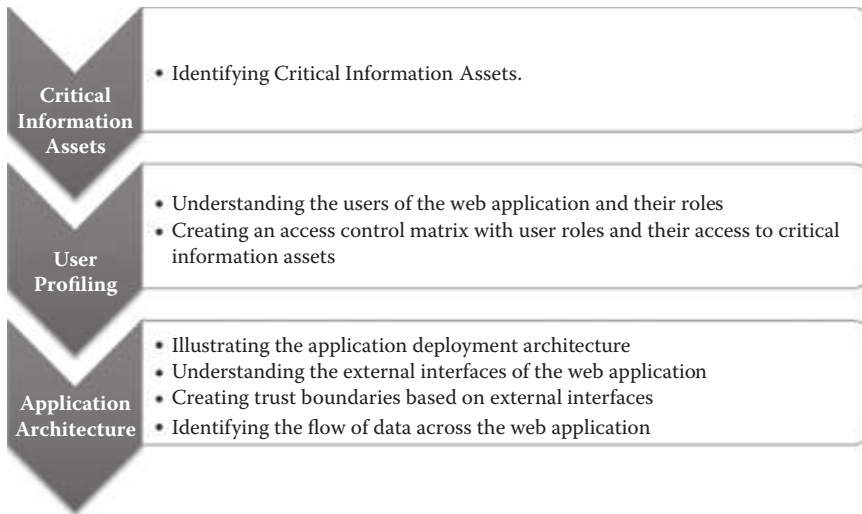 Critical
Information
Assets
• Identifying Critical Information Assets.
User
Profiling
• Understanding the users of the web application and their roles
• Creating an access control matrix with user roles and their access to critical
information assets
Application
Architecture
• Illustrating the application deployment architecture
• Understanding the external interfaces of the web application
• Creating trust boundaries based on external interfaces
• Identifying the flow of data across the web application